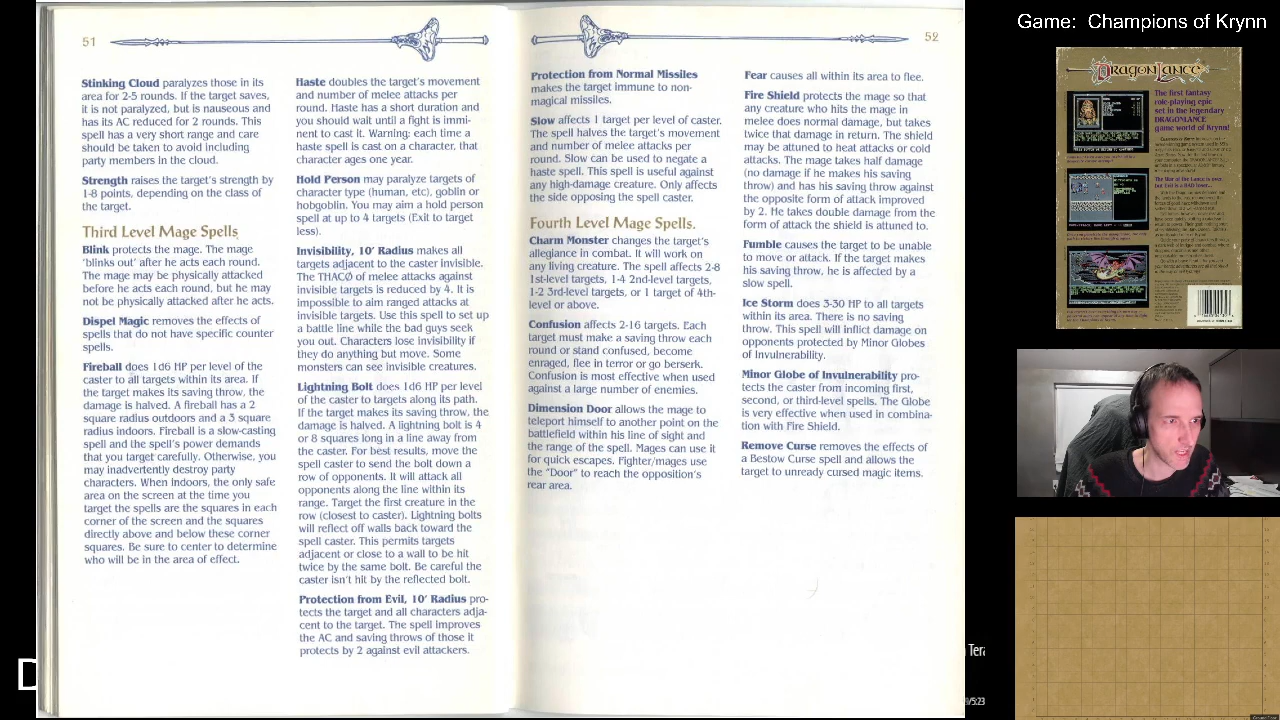 51
Stinking Cloud paralyzes those in its
area for 2-5 rounds. If the target saves,
it is not paralyzed, but is nauseous and
has its AC reduced for 2 rounds. This
spell has a very short range and care
should be taken to avoid including
party members in the cloud.
Strength raises the target's strength by
1-8 points, depending on the class of
the target.
Third Level Mage Spells
Blink protects the mage. The mage
'blinks out' after he acts each round.
The mage may be physically attacked
before he acts each round, but he may
not be physically attacked after he acts.
Dispel Magic removes the effects of
spells that do not have specific counter
spells.
Fireball does 1d6 HP per level of the
caster to all targets within its area. If
the target makes its saving throw, the
damage is halved. A fireball has a 2
square radius outdoors and a 3 square
radius indoors. Fireball is a slow-casting
spell and the spell's power demands
that you target carefully. Otherwise, you
may inadvertently destroy party
characters. When Indoors, the only safe
area on the screen at the time you
target the spells are the squares in each
corner of the screen and the squares
directly above and below these corner
squares. Be sure to center to determine
who will be in the area of effect.
Haste doubles the target's movement
and number of melee attacks per
round. Haste has a short duration and
you should wait until a fight is immi-
nent to cast it. Warning: each time a
haste spell is cast on a character, that
character ages one year.
Hold Person may paralyze targets of
character type (human, etc), goblin or
hobgoblin. You may aim a hold person
spell at up to 4 targets (Exit to target
less).
Invisibility, 10' Radius makes all
targets adjacent to the caster invisible.
The THAC0 of melee attacks against
invisible targets is reduced by 4. It is
impossible to aim ranged attacks at
invisible targets. Use this spell to set up
a battle line while the bad guys seek
you out. Characters lose invisibility if
they do anything but move. Some
monsters can see invisible creatures.
Lightning Bolt does 1d6 HP per level
of the caster to targets along its path.
If the target makes its saving throw, the
damage is halved. A lightning bolt is 4
or 8 squares long in a line away from
the caster. For best results, move the
spell caster to send the bolt down a
row of opponents. It will attack all
opponents along the line within its
range. Target the first creature in the
row (closest to caster). Lightning bolts
will reflect off walls back toward the
spell caster. This permits targets
adjacent or close to a wall to be hit
twice by the same bolt. Be careful the
caster isn't hit by the reflected bolt.
Protection from Evil, 10' Radius pro-
tects the target and all characters adja-
cent to the target. The spell improves
the AC and saving throws of those it
protects by 2 against evil attackers.
52
Protection from Normal Missiles
makes the target immune to non-
magical missiles.
Slow affects 1 target per level of caster.
The spell halves the target's movement
and number of melee attacks per
round. Slow can be used to negate a
haste spell. This spell is useful against
any high-damage creature. Only affects
the side opposing the spell caster.
Fourth Level Mage Spells.
Charm Monster changes the target's
allegiance in combat. It will work on
any living creature. The spell affects 2-8
1st-level targets, 1-4 2nd-level targets,
1-2 3rd-level targets, or 1 target of 4th-
level or above.
Confusion affects 2-16 targets. Each
target must make a saving throw each
round or stand confused, become
enraged, flee in terror or go berserk.
Confusion is most effective when used
against a large number of enemies.
Dimension Door allows the mage to
teleport himself to another point on the
battlefield within his line of sight and
the range of the spell. Mages can use it
for quick escapes. Fighter/mages use
the "Door" to reach the opposition's
rear area.
Fear causes all within its area to flee.
Fire Shield protects the mage so that
any creature who hits the mage in
melee does normal damage, but takes
twice that damage in return. The shield
may be attuned to heat attacks or cold
attacks. The mage takes half damage
(no damage if he makes his saving
throw) and has his saving throw against
the opposite form of attack improved
by 2. He takes double damage from the
form of attack the shield is attuned to.
Fumble causes the target to be unable
to move or attack. If the target makes
his saving throw, he is affected by a
slow spell.
Ice Storm does 3-30 HP to all targets
within its area. There is no saving
throw. This spell will inflict damage on
opponents protected by Minor Globes
of Invulnerability.
Minor Globe of Invulnerability pro-
tects the caster from incoming first,
second, or third-level spells. The Globe
is very effective when used in combina-
tion with Fire Shield.
Remove Curse removes the effects of
a Bestow Curse spell and allows the
target to unready cursed magic items.
Game: Champions of Krynn
DragonLance
The first fantasy
role-playing epic
set in the legendary
DRAGONLANCE
game world of Krynn!
The War of the Lance is over,
but Evil is a BAD loser...
D
Tera
/5:23